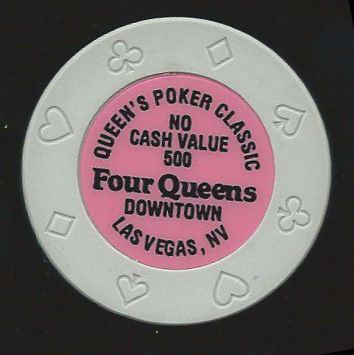 QUEEN'S POKER CLASSIC
NO
CASH VALUE
500
Four Queens
DOWNTOWN
LAS VEGAS, NV